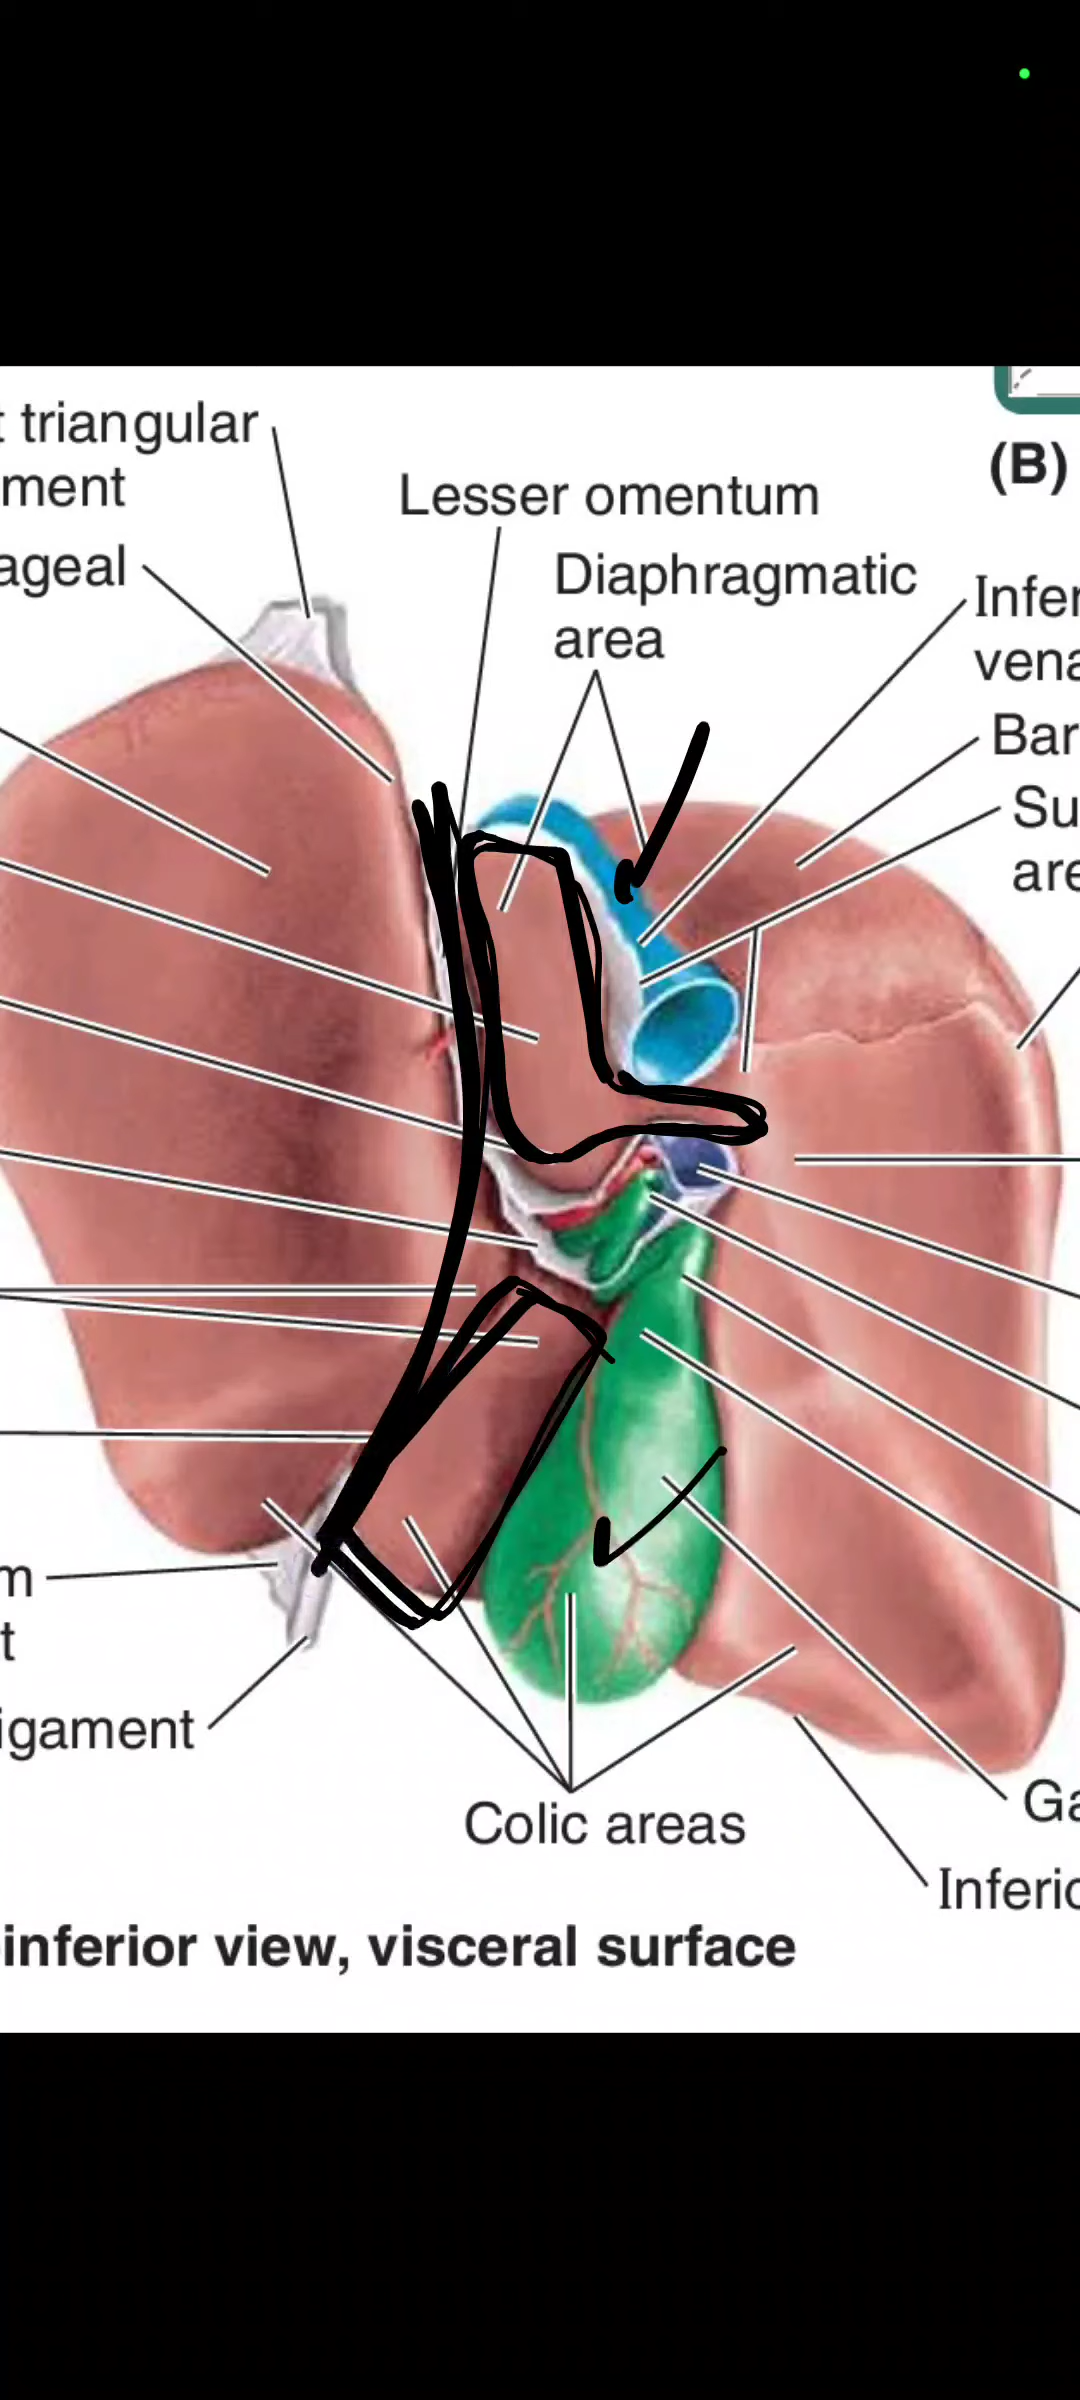 t triangular
ment
(B)
Lesser omentum
ageal
Diaphragmatic
area
Infer
vena
Bar
Su
are
m
t
igament
Colic areas
Ga
Inferio
inferior view, visceral surface